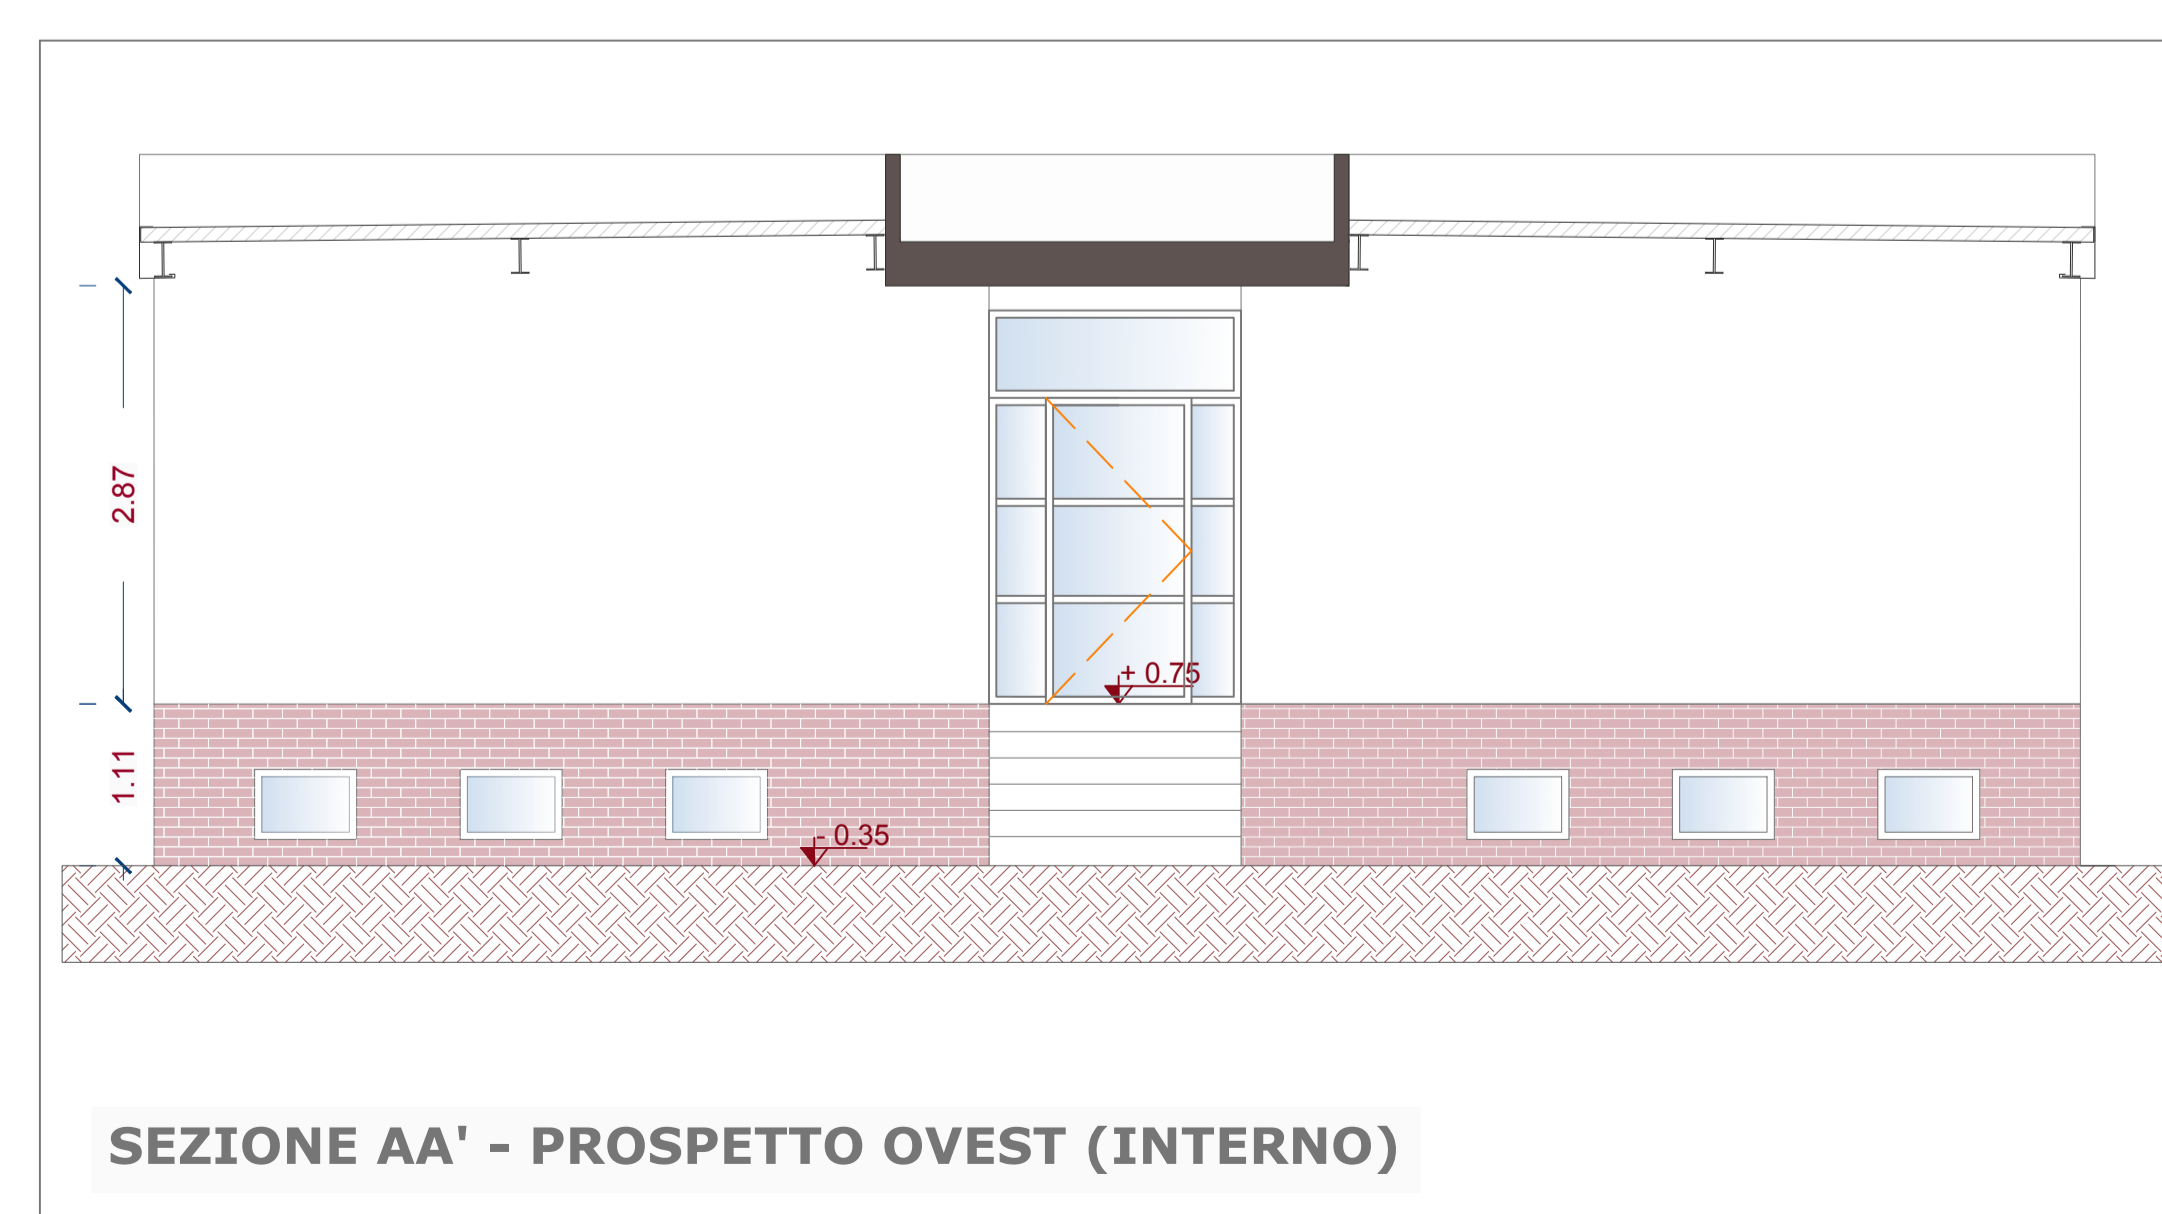 2.87
+ 0.75
1.11
- 0.35
SEZIONE AA' - PROSPETTO OVEST (INTERNO)